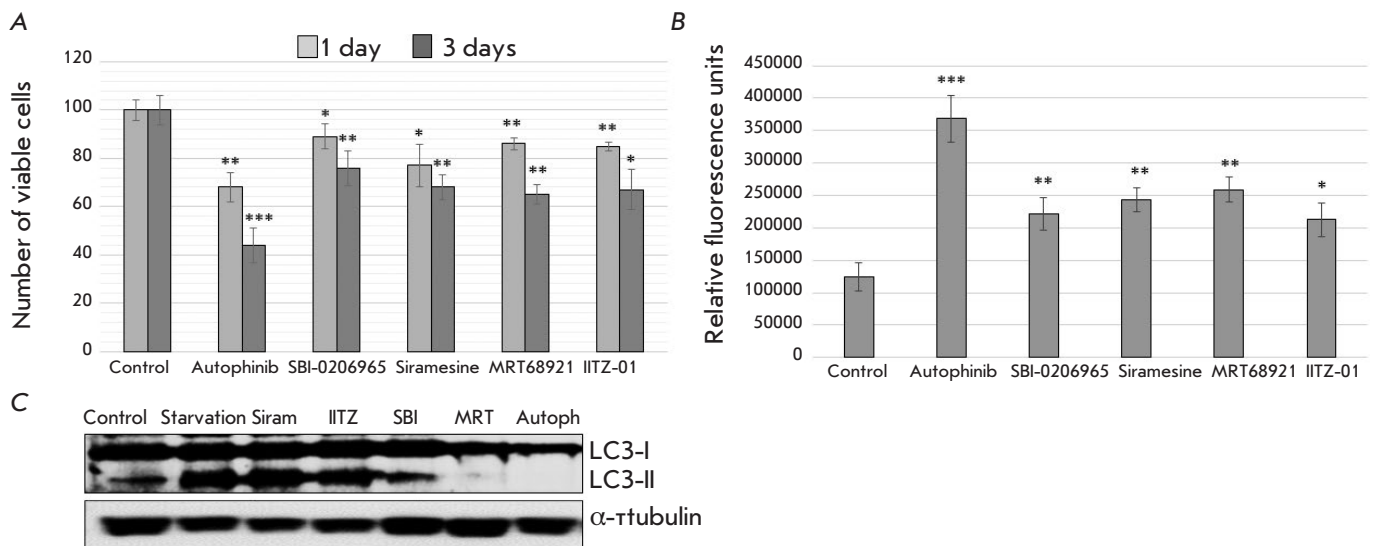 A
1 day 3 days
Number of viable cells
120
100
80
60
40
20
0
* ** * ** ** **
** ** ** *
***
Control Autophinib SBI-0206965 Siramesine MRT68921 IITZ-01
B
Relative fluorescence units
450000
400000
350000
300000
250000
200000
150000
100000
50000
0
***
** ** ** *
Control Autophinib SBI-0206965 Siramesine MRT68921 IITZ-01
C
Control Starvation Siram IITZ SBI MRT Autoph
LC3-I
LC3-II
α-тtubulin